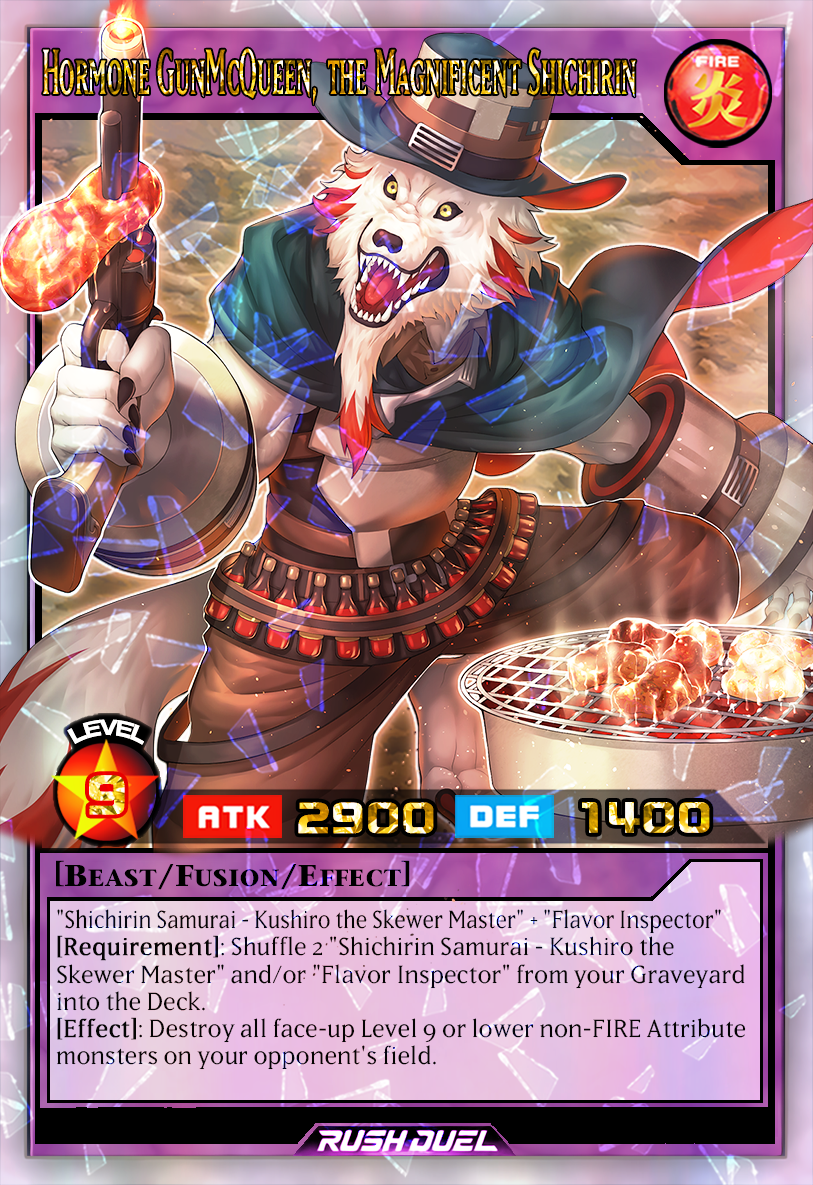 Hormone GunMcQueen, the Magnificent Shichirin
FIRE
炎
LEVEL
9
ATK 2900 DEF 1400
[Beast/Fusion/Effect]
"Shichirin Samurai - Kushiro the Skewer Master" + "Flavor Inspector"
[Requirement]: Shuffle 2 "Shichirin Samurai - Kushiro the
Skewer Master" and/or "Flavor Inspector" from your Graveyard
into the Deck.
[Effect]: Destroy all face-up Level 9 or lower non-FIRE Attribute
monsters on your opponent's field.
RUSH DUEL